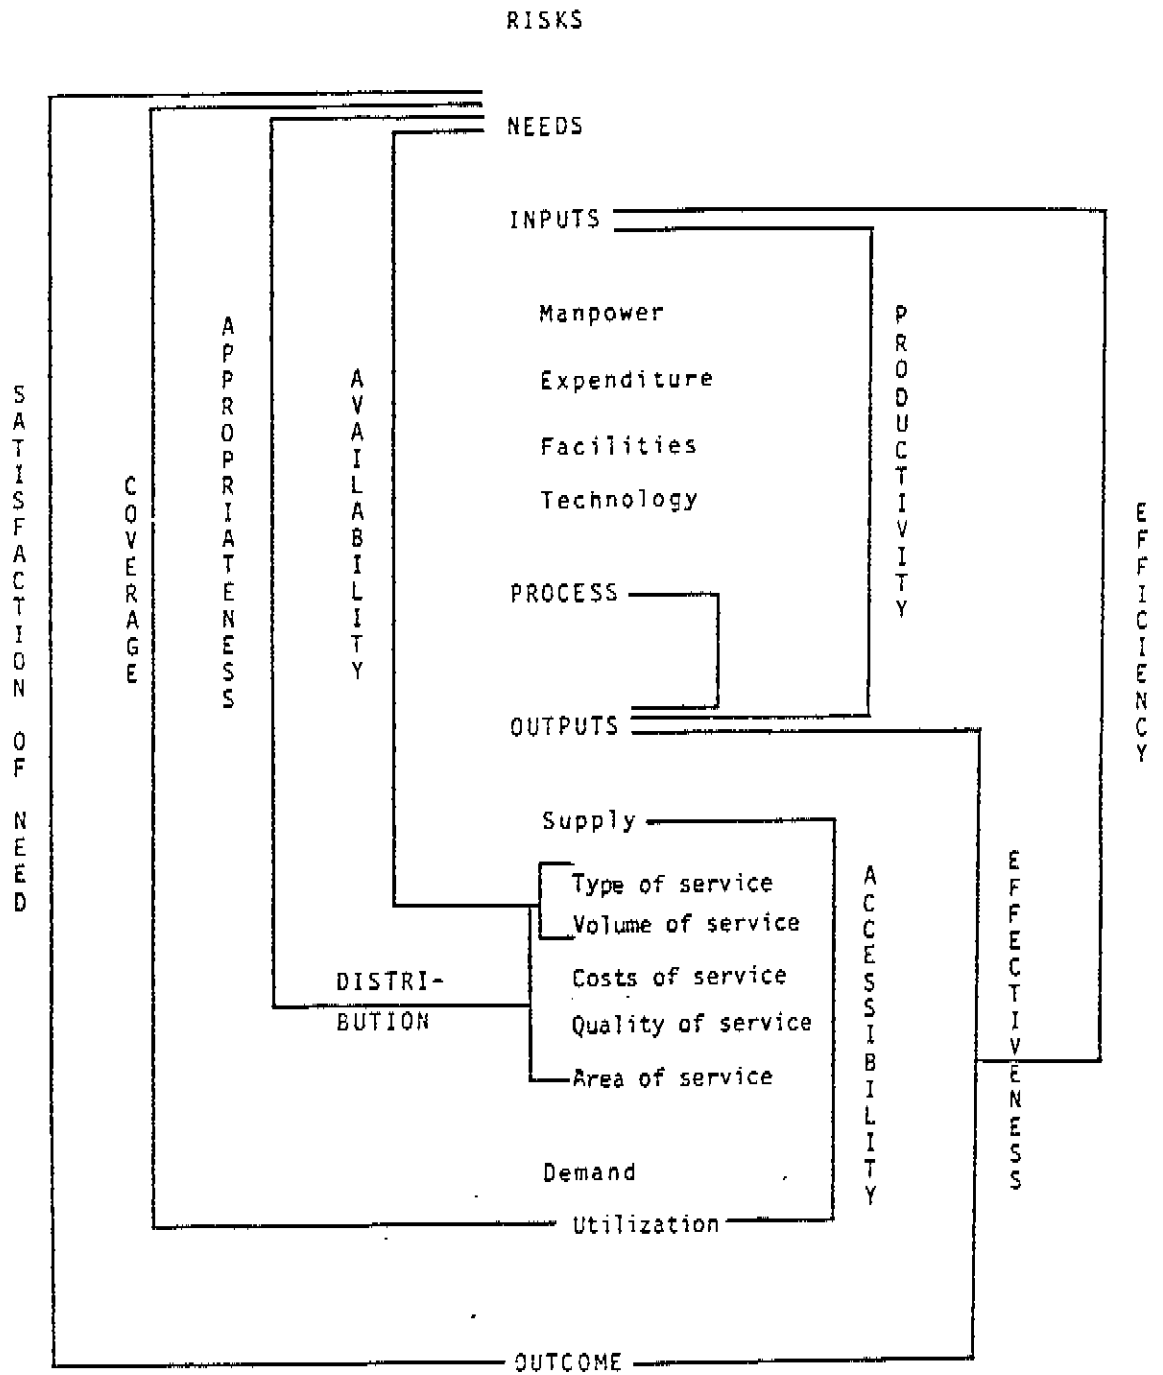 RISKS
NEEDS
INPUTS
Manpower
Expenditure
Facilities
Technology
PROCESS
OUTPUTS
Supply
Type of service
Volume of service
Costs of service
Quality of service
Area of service
Demand
Utilization
OUTCOME
SATISFACTION OF NEED
COVERAGE
APPROPRIATENESS
AVAILABILITY
DISTRI-
BUTION
PRODUCTIVITY
ACCESSIBILITY
EFFECTIVENESS
EFFICIENCY